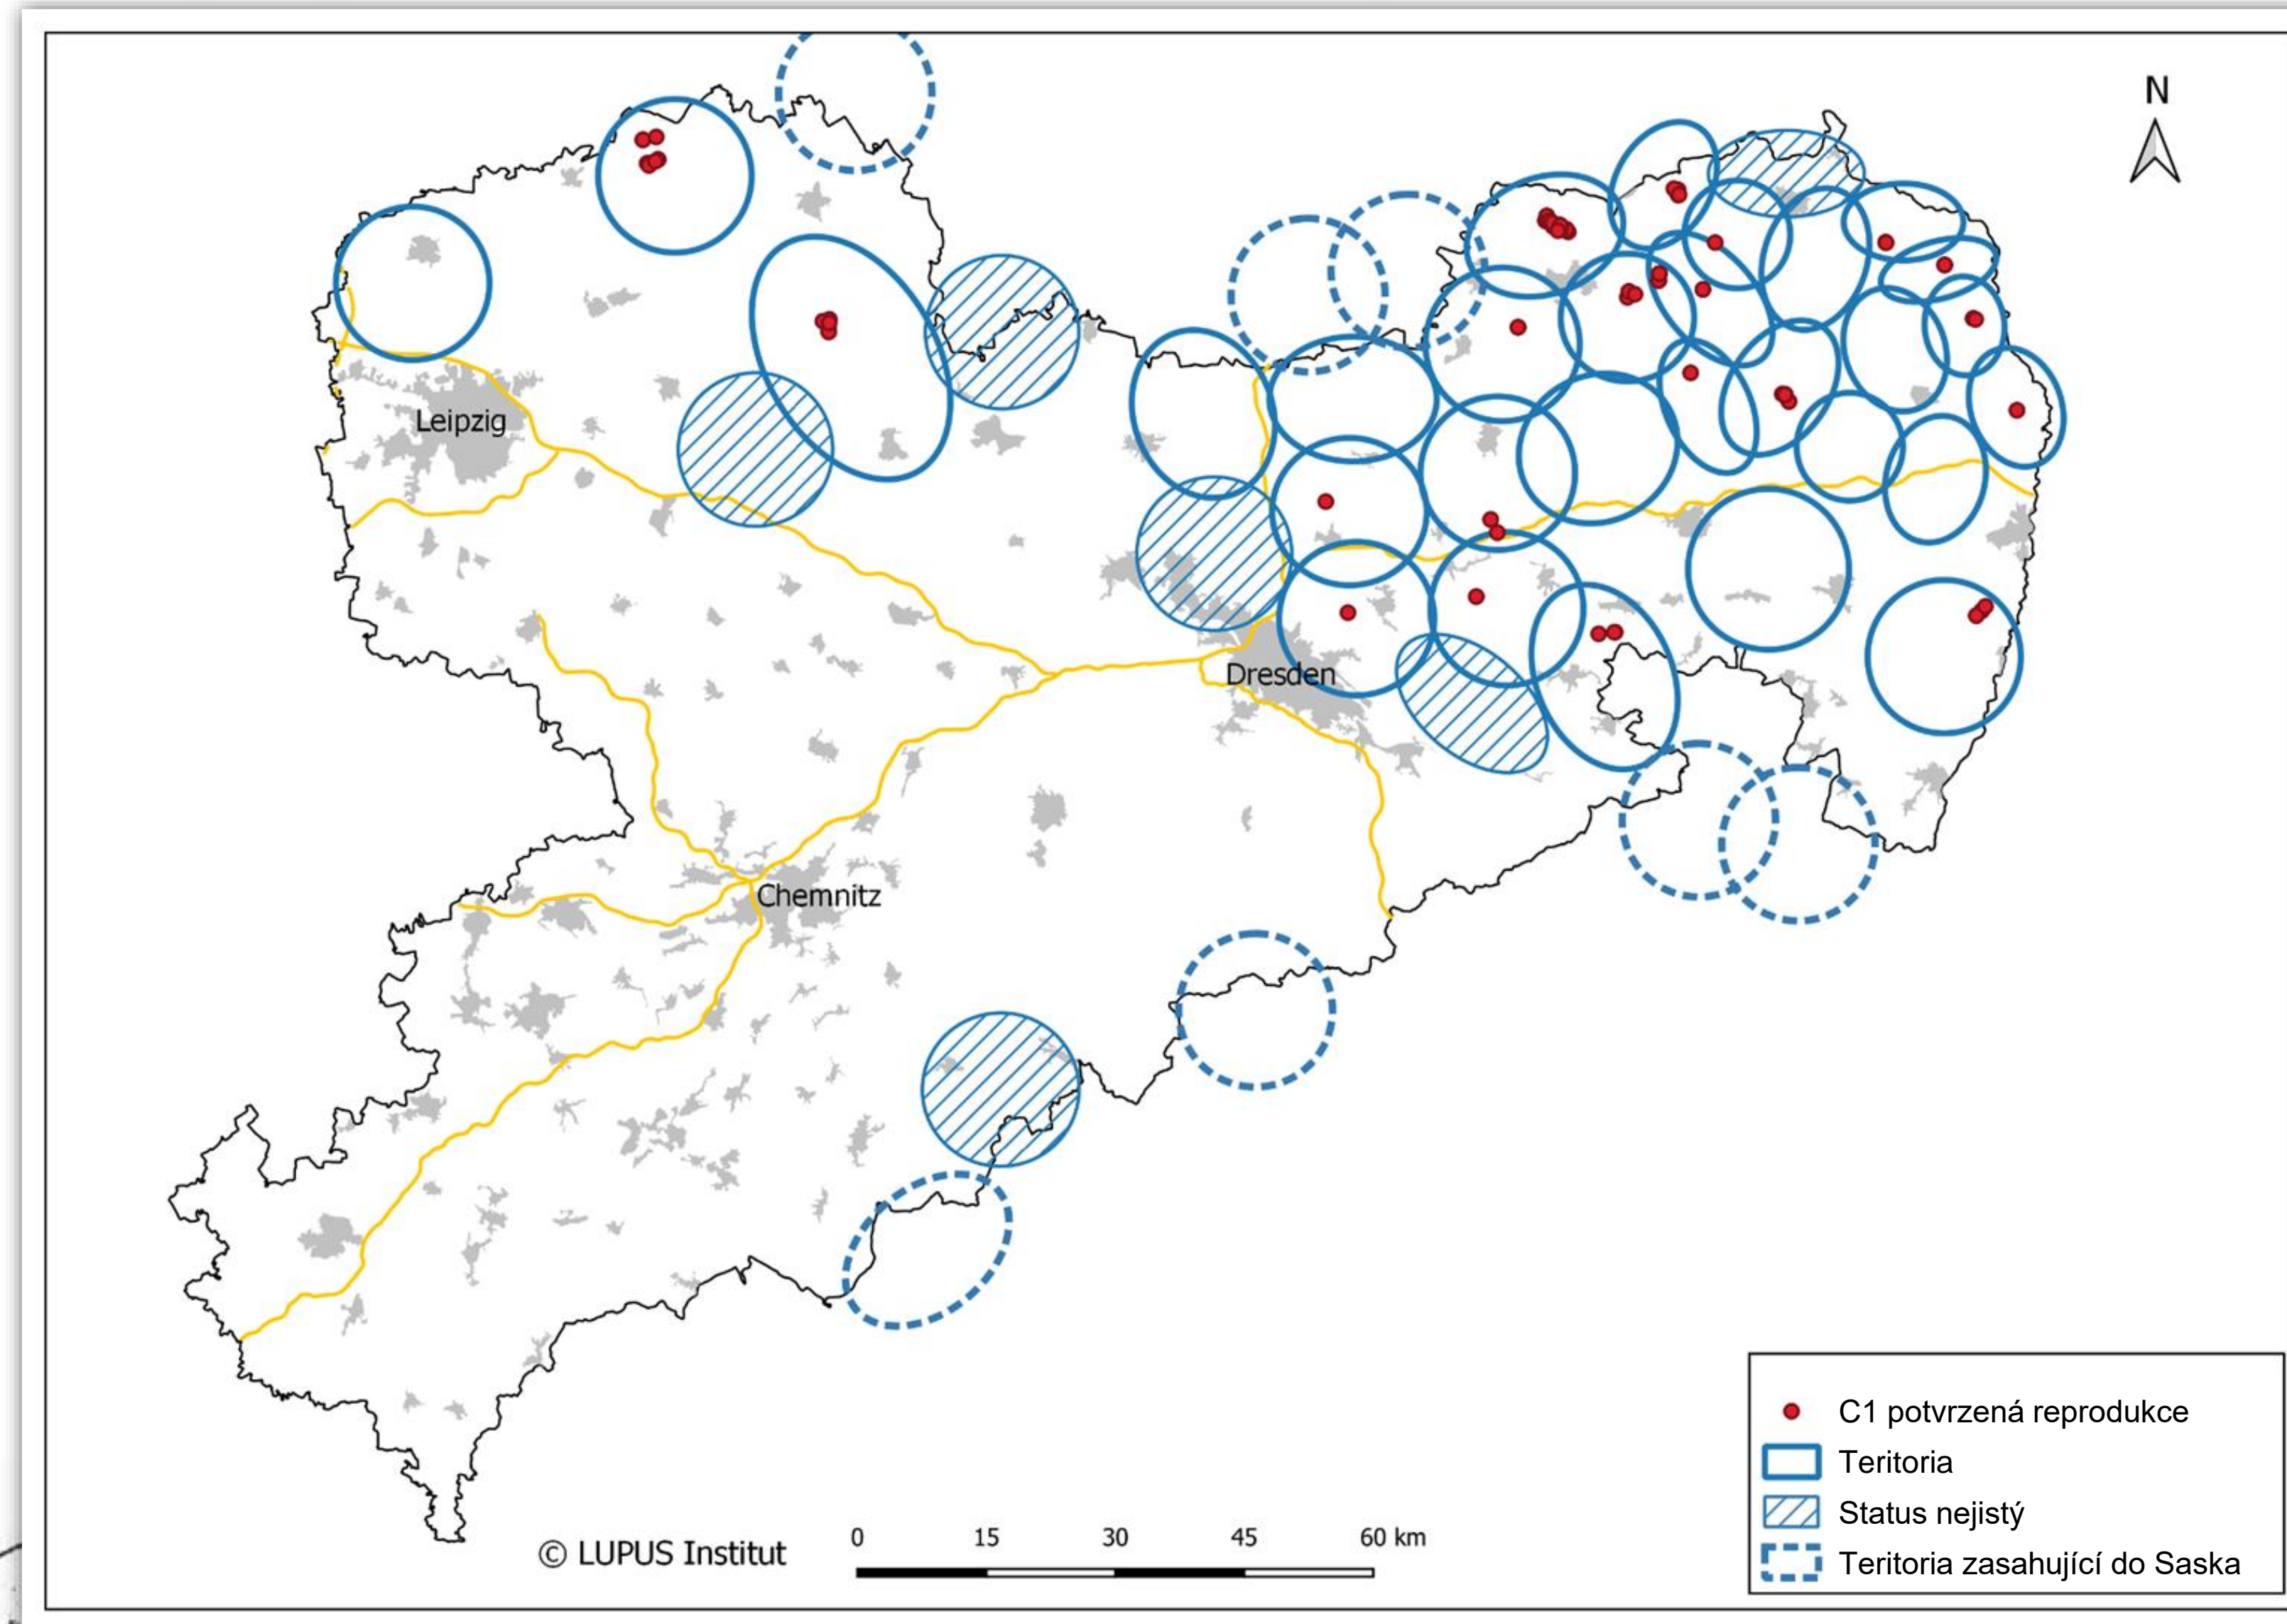 N
Leipzig
Dresden
Chemnitz
© LUPUS Institut
0 15 30 45 60 km
C1 potvrzená reprodukce
Teritoria
Status nejistý
Teritoria zasahující do Saska